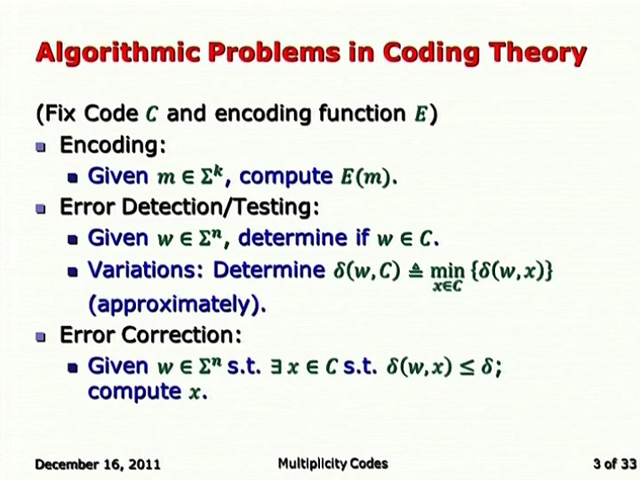 Algorithmic Problems in Coding Theory
(Fix Code C and encoding function E)
Encoding:
Given m ∈ Σ^k, compute E(m).
Error Detection/Testing:
Given w ∈ Σ^n, determine if w ∈ C.
Variations: Determine δ(w,C) ≜ min_{x∈C} {δ(w,x)}
(approximately).
Error Correction:
Given w ∈ Σ^n s.t. ∃ x ∈ C s.t. δ(w,x) ≤ δ;
compute x.
December 16, 2011 Multiplicity Codes 3 of 33